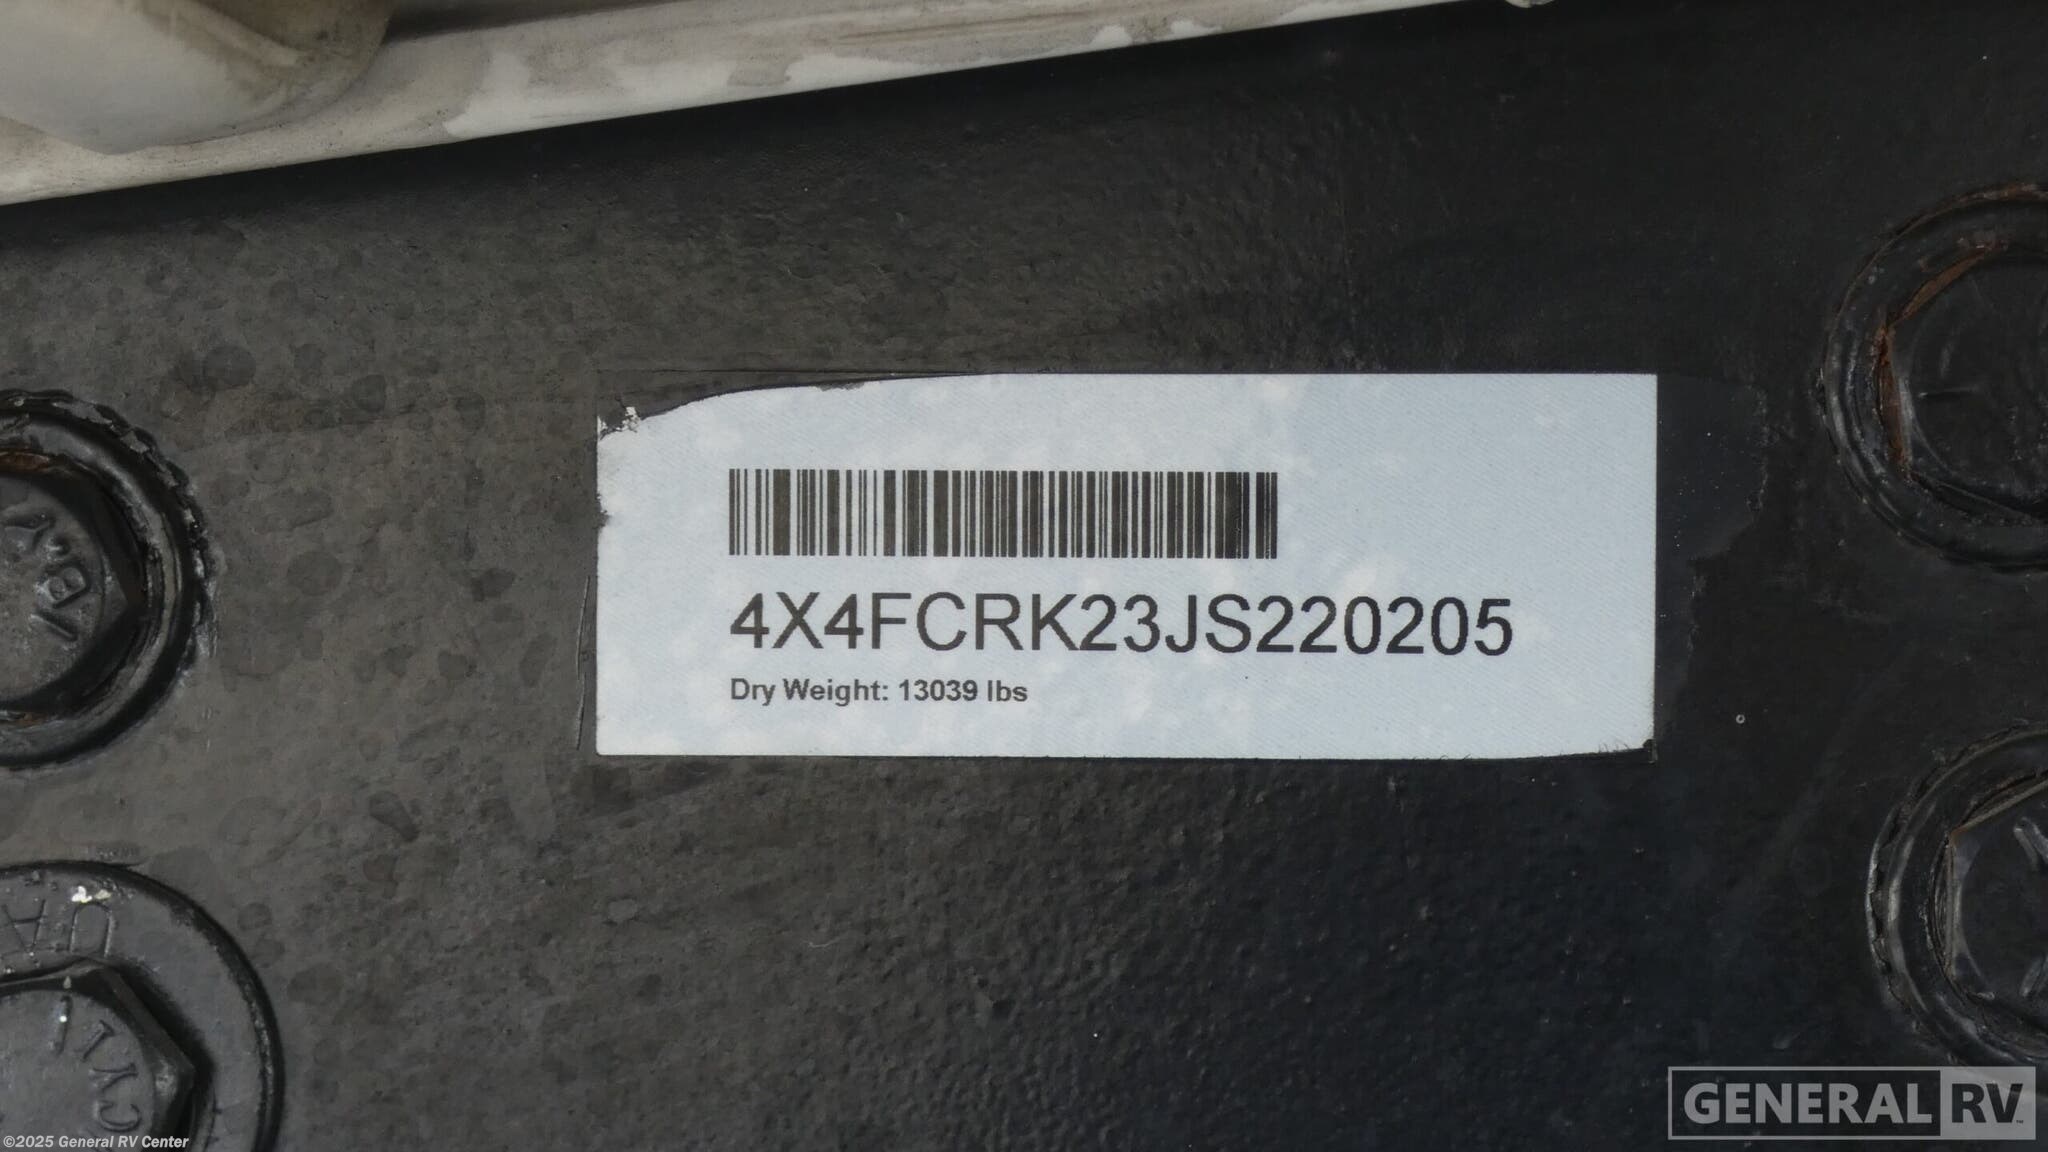 4X4FCRK23JS220205
Dry Weight: 13039 lbs
GENERAL RV
©2025 General RV Center